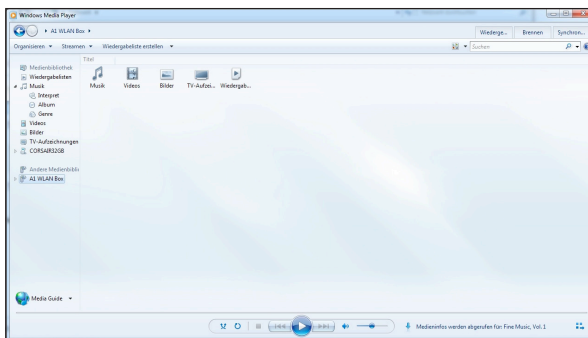 Windows Media Player
A1 WLAN Box
Wiederge... Brennen Synchron...
Organisieren Streamen Wiedergabeliste erstellen Suchen
Titel
Medienbibliothek
Wiedergabelisten
Musik
Interpret
Album
Genre
Videos
Bilder
TV-Aufzeichnungen
CORSAIR32GB
Andere Medienbiblio
A1 WLAN Box
Musik Videos Bilder TV-Aufzei... Wiedergab...
Media Guide
Medieninfos werden abgerufen für: Fine Music, Vol. 1